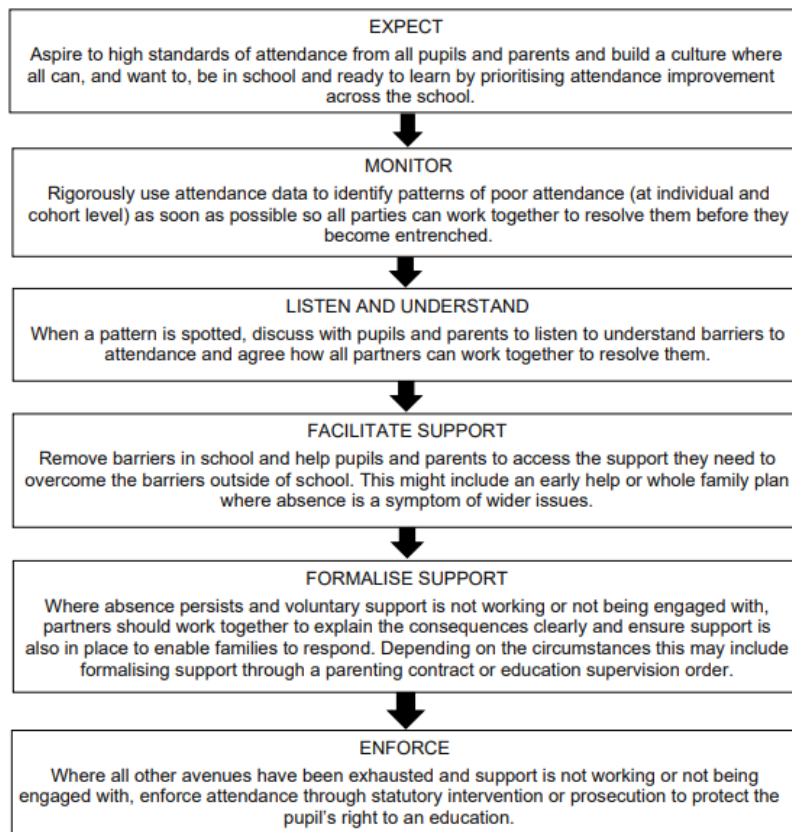 EXPECT
Aspire to high standards of attendance from all pupils and parents and build a culture where
all can, and want to, be in school and ready to learn by prioritising attendance improvement
across the school.
MONITOR
Rigorously use attendance data to identify patterns of poor attendance (at individual and
cohort level) as soon as possible so all parties can work together to resolve them before they
become entrenched.
LISTEN AND UNDERSTAND
When a pattern is spotted, discuss with pupils and parents to listen to understand barriers to
attendance and agree how all partners can work together to resolve them.
FACILITATE SUPPORT
Remove barriers in school and help pupils and parents to access the support they need to
overcome the barriers outside of school. This might include an early help or whole family plan
where absence is a symptom of wider issues.
FORMALISE SUPPORT
Where absence persists and voluntary support is not working or not being engaged with,
partners should work together to explain the consequences clearly and ensure support is
also in place to enable families to respond. Depending on the circumstances this may include
formalising support through a parenting contract or education supervision order.
ENFORCE
Where all other avenues have been exhausted and support is not working or not being
engaged with, enforce attendance through statutory intervention or prosecution to protect the
pupil's right to an education.